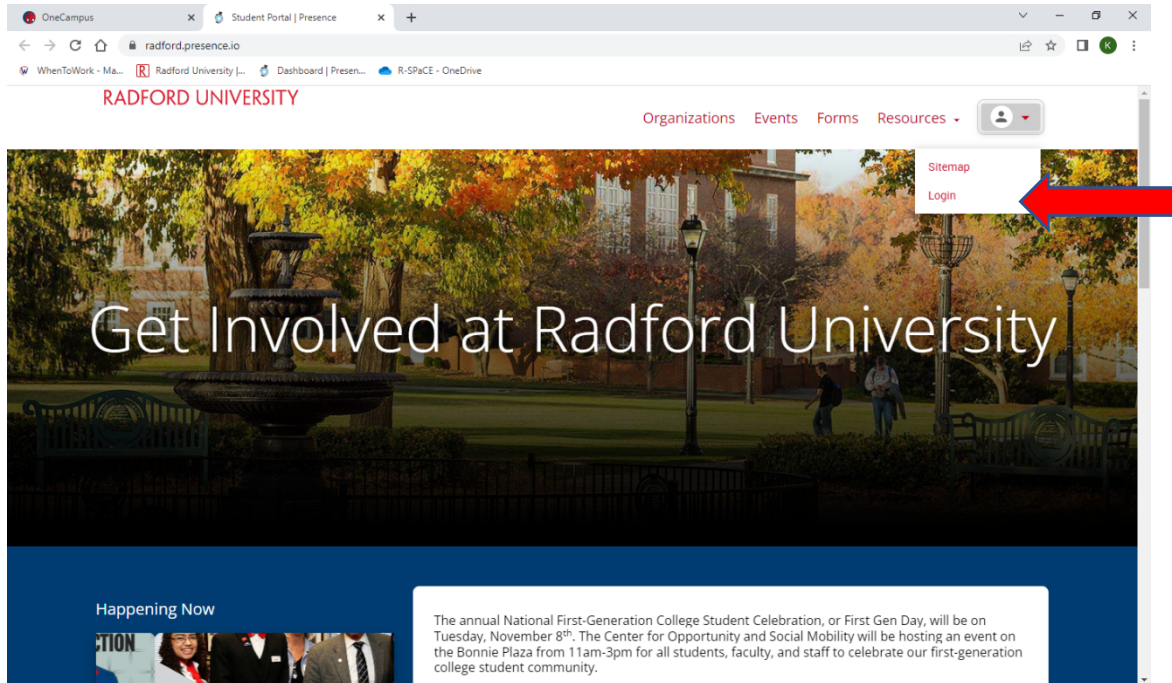 OneCampus
Student Portal | Presence
radford.presence.io
K
WhenToWork - Ma...
R
Radford University |...
Dashboard | Presen...
R-SPaCE - OneDrive
RADFORD UNIVERSITY
Organizations Events Forms Resources
Sitemap
Login
Get Involved at Radford University
Happening Now
CTION
The annual National First-Generation College Student Celebration, or First Gen Day, will be on
Tuesday, November 8th. The Center for Opportunity and Social Mobility will be hosting an event on
the Bonnie Plaza from 11am-3pm for all students, faculty, and staff to celebrate our first-generation
college student community.